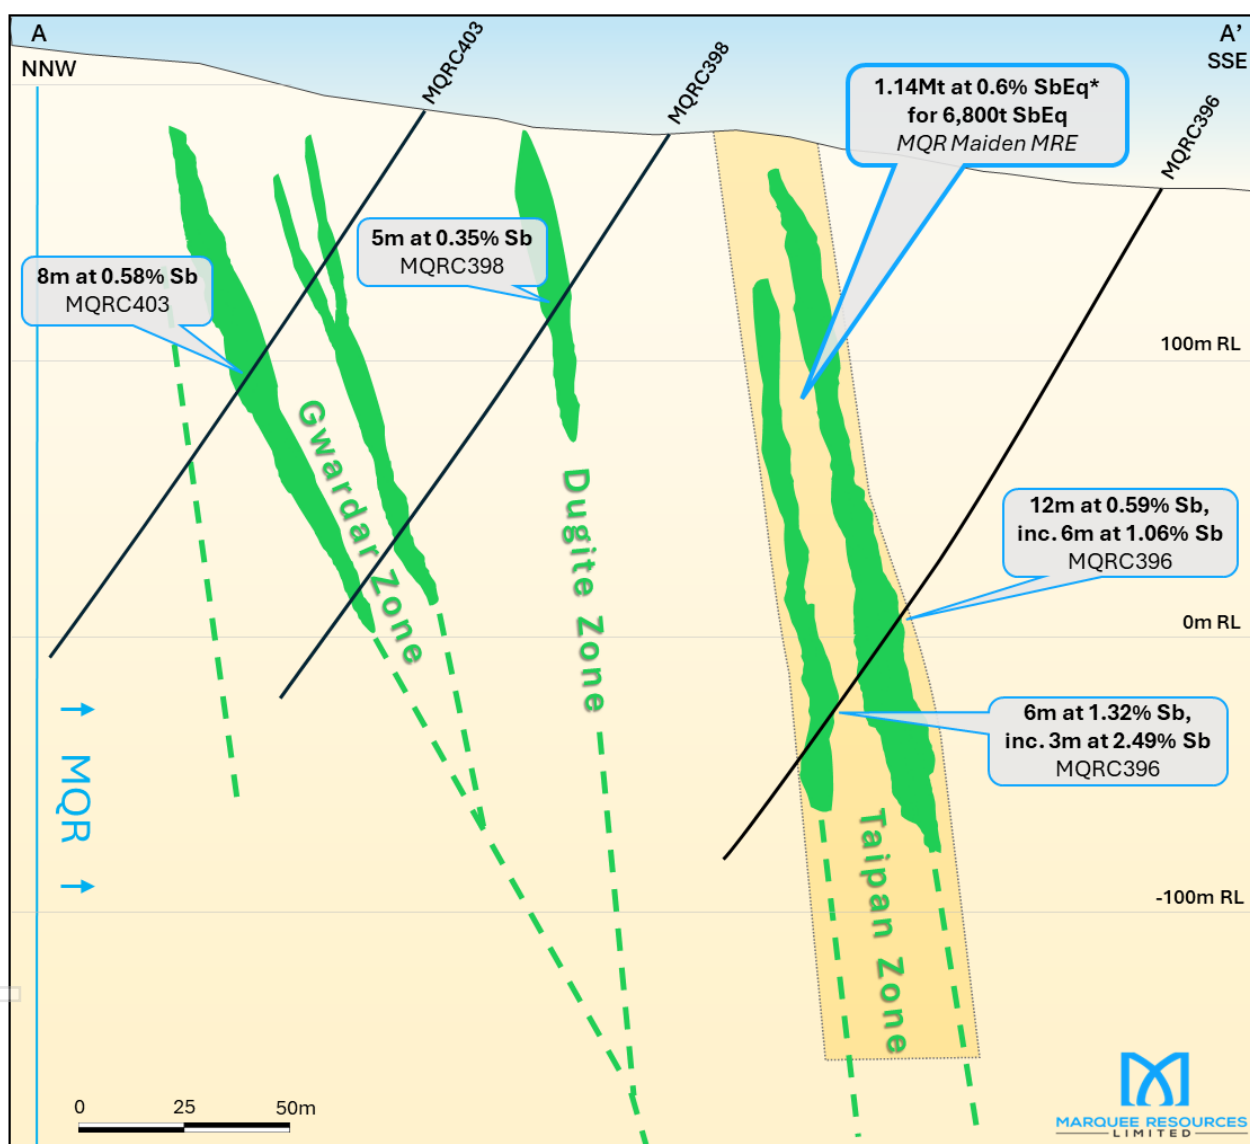 A
NNW
A'
SSE
MQRC403
MQRC398
MQRC396
1.14Mt at 0.6% SbEq*
for 6,800t SbEq
MQR Maiden MRE
5m at 0.35% Sb
MQRC398
8m at 0.58% Sb
MQRC403
100m RL
Gwardar Zone
Dugite Zone
12m at 0.59% Sb,
inc. 6m at 1.06% Sb
MQRC396
0m RL
6m at 1.32% Sb,
inc. 3m at 2.49% Sb
MQRC396
← MQR ←
Taipan Zone
-100m RL
0 25 50m
MARQUEE RESOURCES
LIMITED